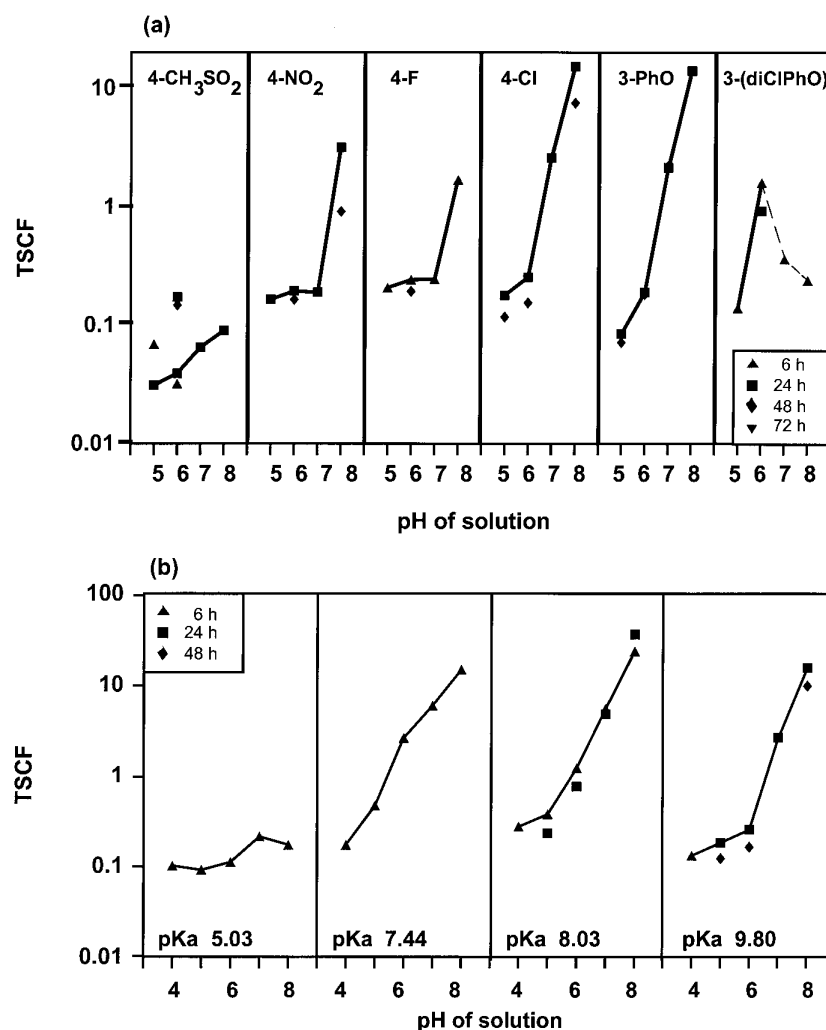 (a)
4-CH3SO2 4-NO2 4-F 4-Cl 3-PhO 3-(diClPhO)
10
1
0.1
0.01
TSCF
6 h
24 h
48 h
72 h
5 6 7 8 5 6 7 8 5 6 7 8 5 6 7 8 5 6 7 8 5 6 7 8
pH of solution
(b)
100
10
1
0.1
0.01
TSCF
6 h
24 h
48 h
pKa 5.03 pKa 7.44 pKa 8.03 pKa 9.80
4 6 8 4 6 8 4 6 8 4 6 8
pH of solution